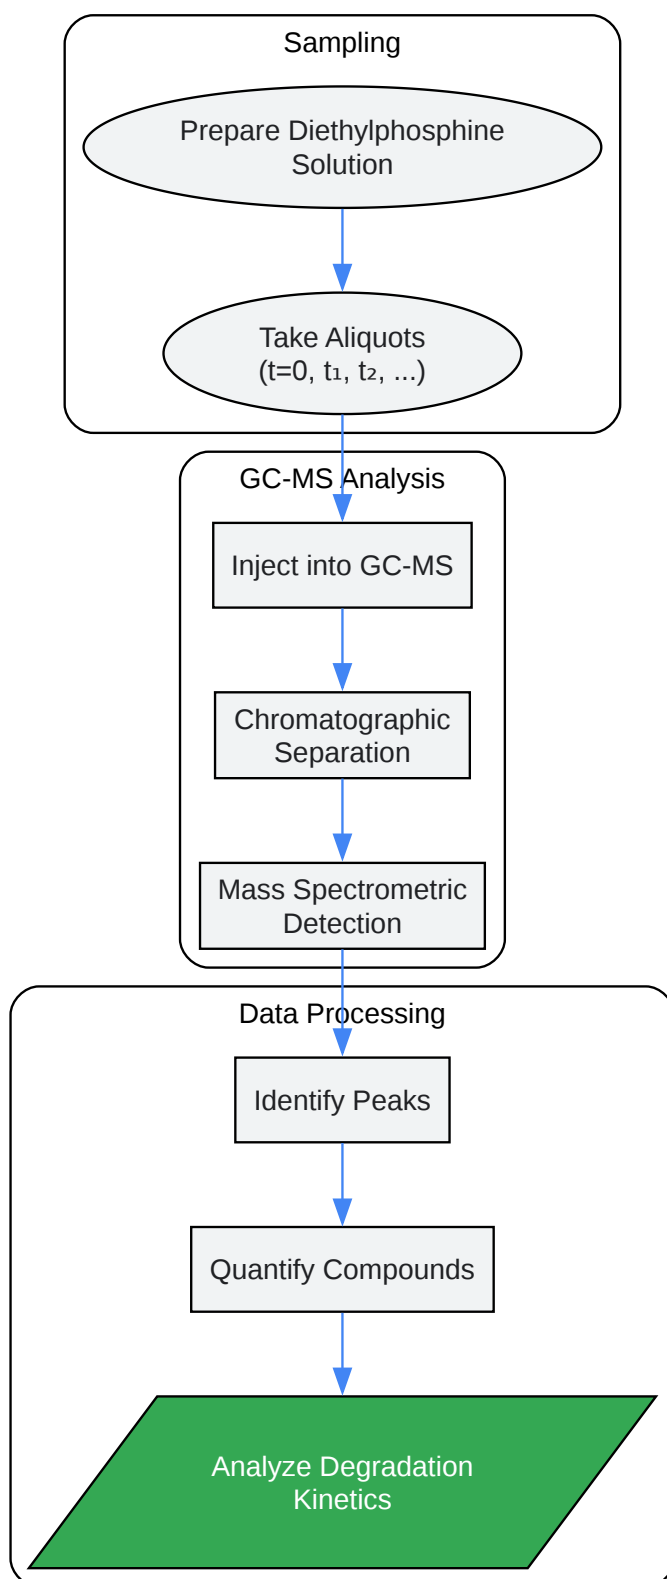 Sampling
Prepare Diethylphosphine
Solution
Take Aliquots
(t=0, t₁, t₂, ...)
GC-MS Analysis
Inject into GC-MS
Chromatographic
Separation
Mass Spectrometric
Detection
Data Processing
Identify Peaks
Quantify Compounds
Analyze Degradation
Kinetics